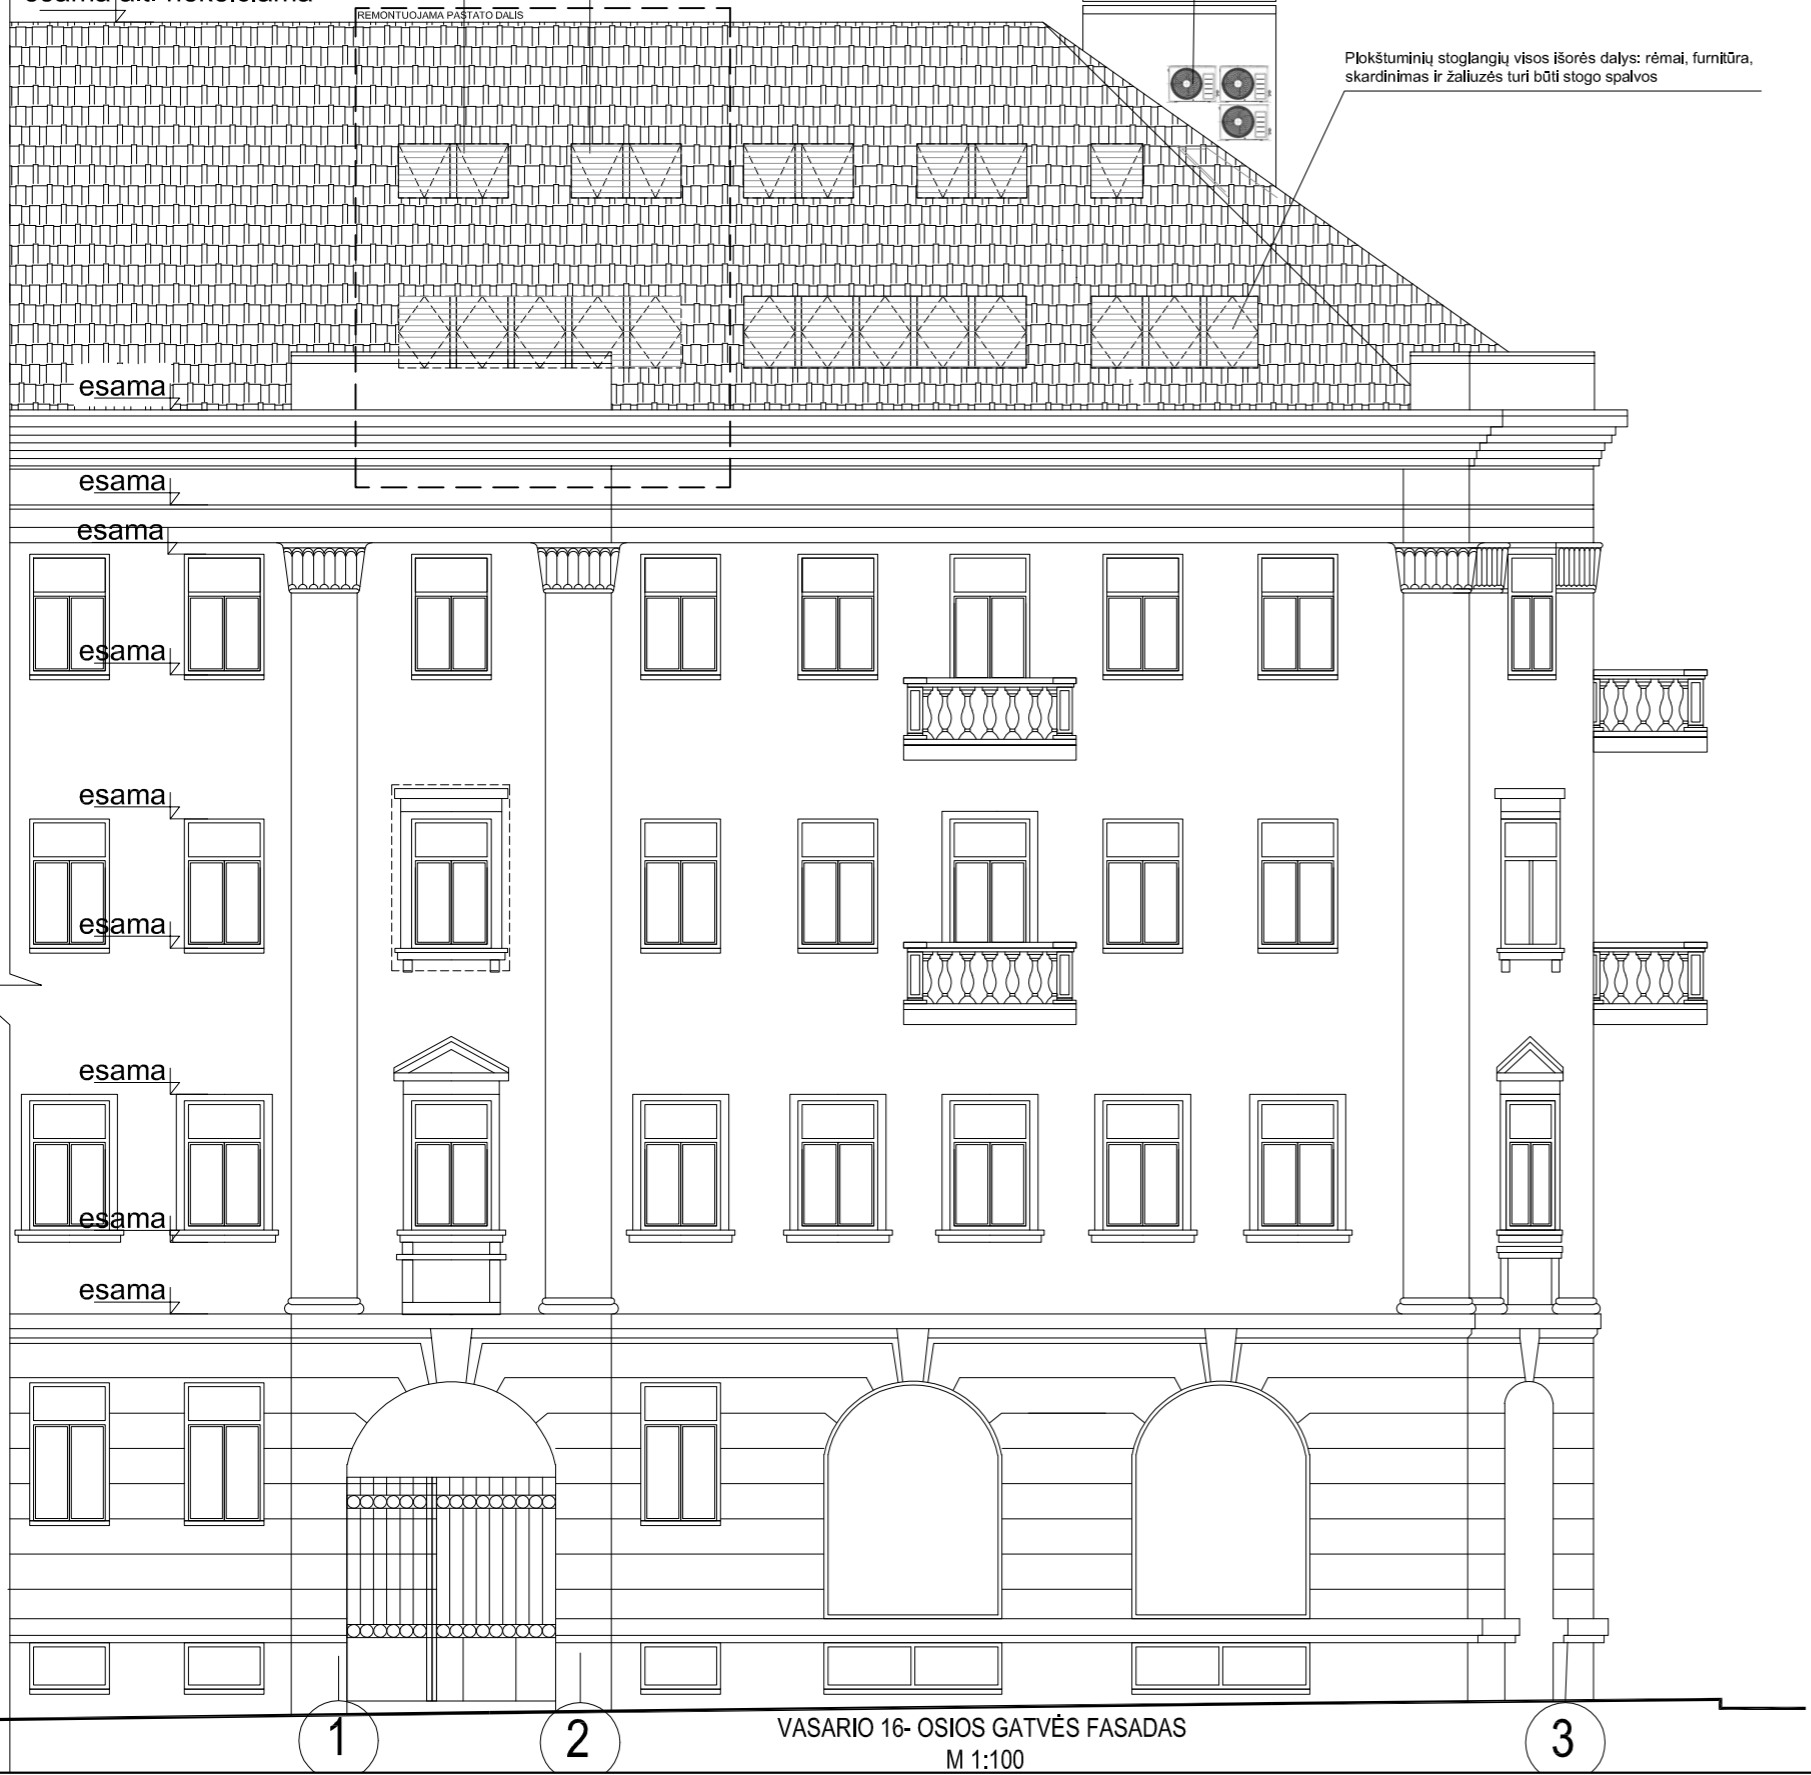 esama
REMONTUOJAMA PASTATO DALIS
Plokštuminių stoglangių visos išorės dalys: rėmai, furnitūra,
skardinimas ir žaliuzės turi būti stogo spalvos
esama
esama
esama
esama
esama
esama
esama
esama
esama
1
2
VASARIO 16- OSIOS GATVĖS FASADAS
M 1:100
3